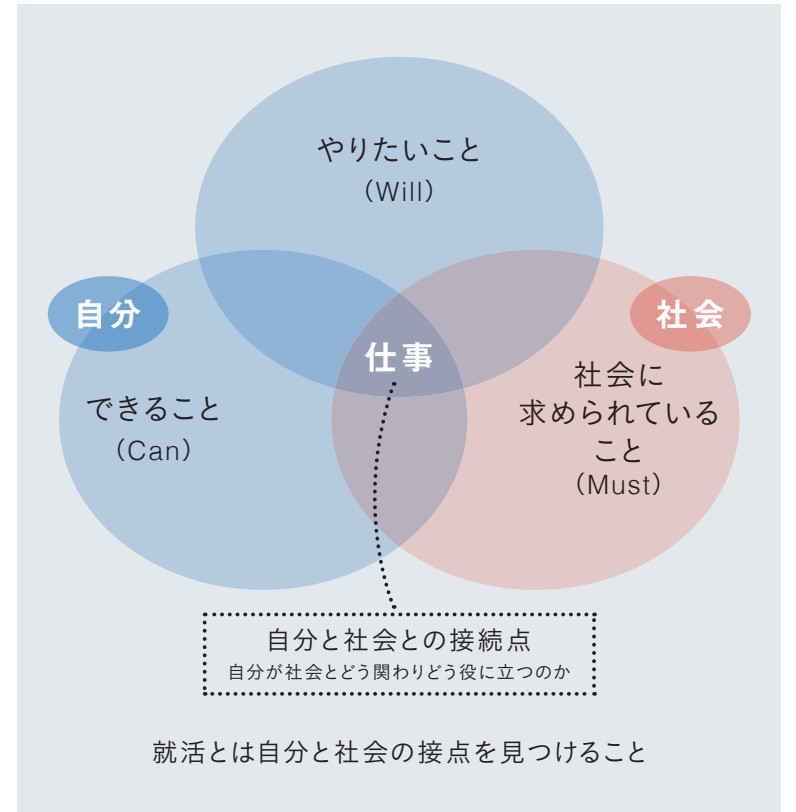 やりたいこと
（Will）
自分
社会
仕事
できること
（Can）
社会に
求められている
こと
（Must）
自分と社会との接続点
自分が社会とどう関わりどう役に立つのか
就活とは自分と社会の接点を見つけること